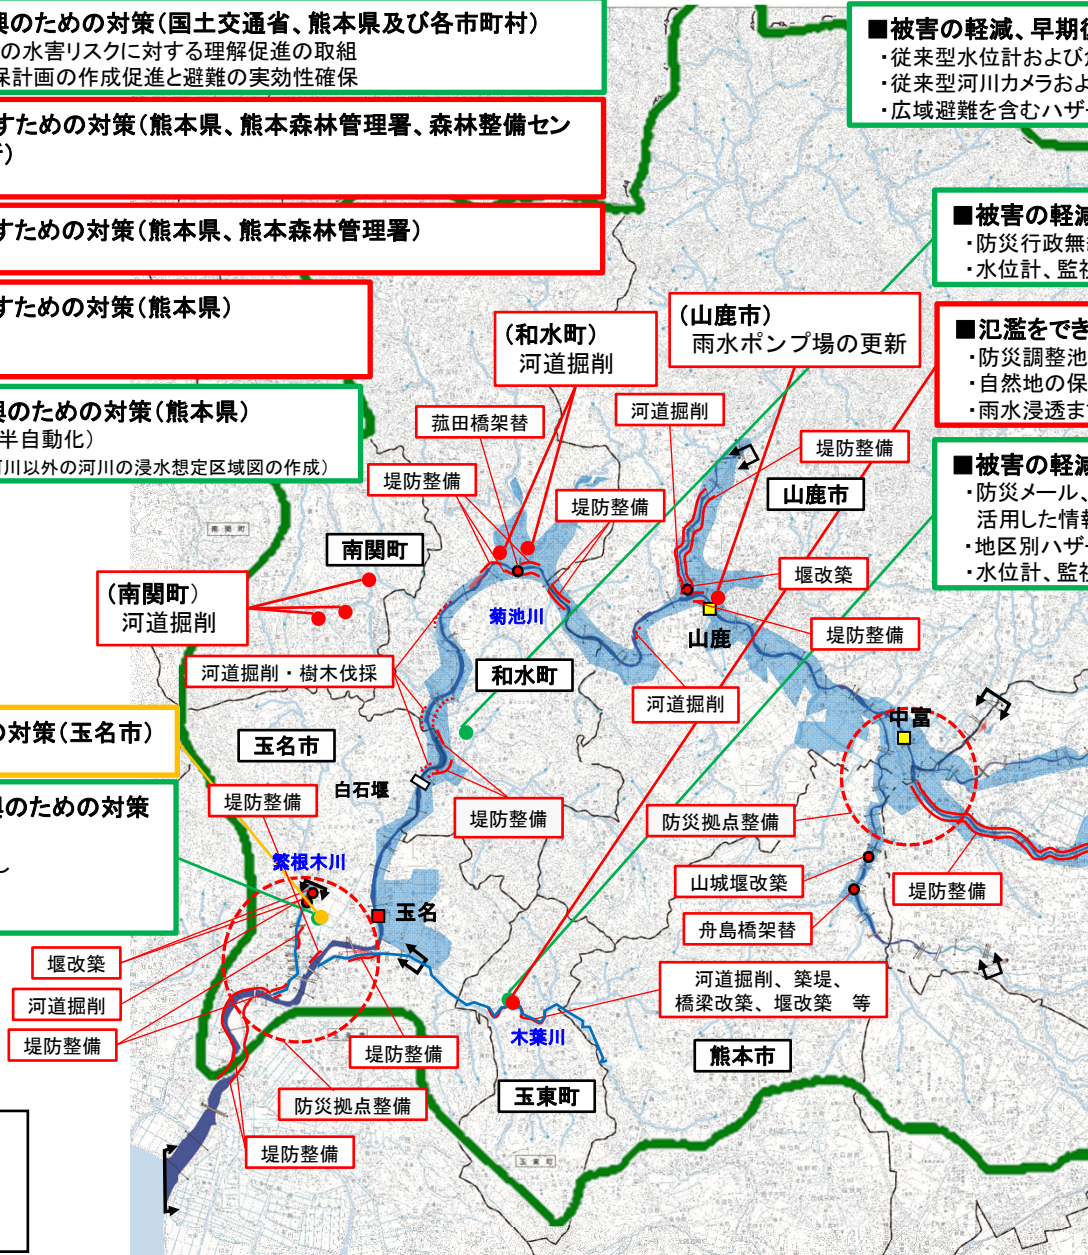 興のための対策(国土交通省、熊本県及び各市町村)
の水害リスクに対する理解促進の取組
保計画の作成促進と避難の実効性確保
すための対策(熊本県、熊本森林管理署、森林整備セン
)
すための対策(熊本県、熊本森林管理署)
すための対策(熊本県)
興のための対策(熊本県)
半自動化)
河川以外の河川の浸水想定区域図の作成)
■被害の軽減、早期復
・従来型水位計および
・従来型河川カメラおよ
・広域避難を含むハザー
■被害の軽減
・防災行政無
・水位計、監視
■氾濫をでき
・防災調整池
・自然地の保
・雨水浸透ます
■被害の軽減
・防災メール、
活用した情報
・地区別ハザー
・水位計、監視
(和水町)
河道掘削
(山鹿市)
雨水ポンプ場の更新
菰田橋架替
河道掘削
堤防整備
堤防整備
堤防整備
山鹿市
南関町
南関町
(南関町)
河道掘削
堰改築
菊池川
山鹿
堤防整備
河道掘削・樹木伐採
和水町
河道掘削
中富
の対策(玉名市)
玉名市
白石堰
興のための対策
堤防整備
堤防整備
防災拠点整備
繁根木川
山城堰改築
堤防整備
玉名
舟島橋架替
堰改築
河道掘削
河道掘削、築堤、
橋梁改築、堰改築 等
堤防整備
堤防整備
木葉川
熊本市
防災拠点整備
玉東町
堤防整備
玉東町